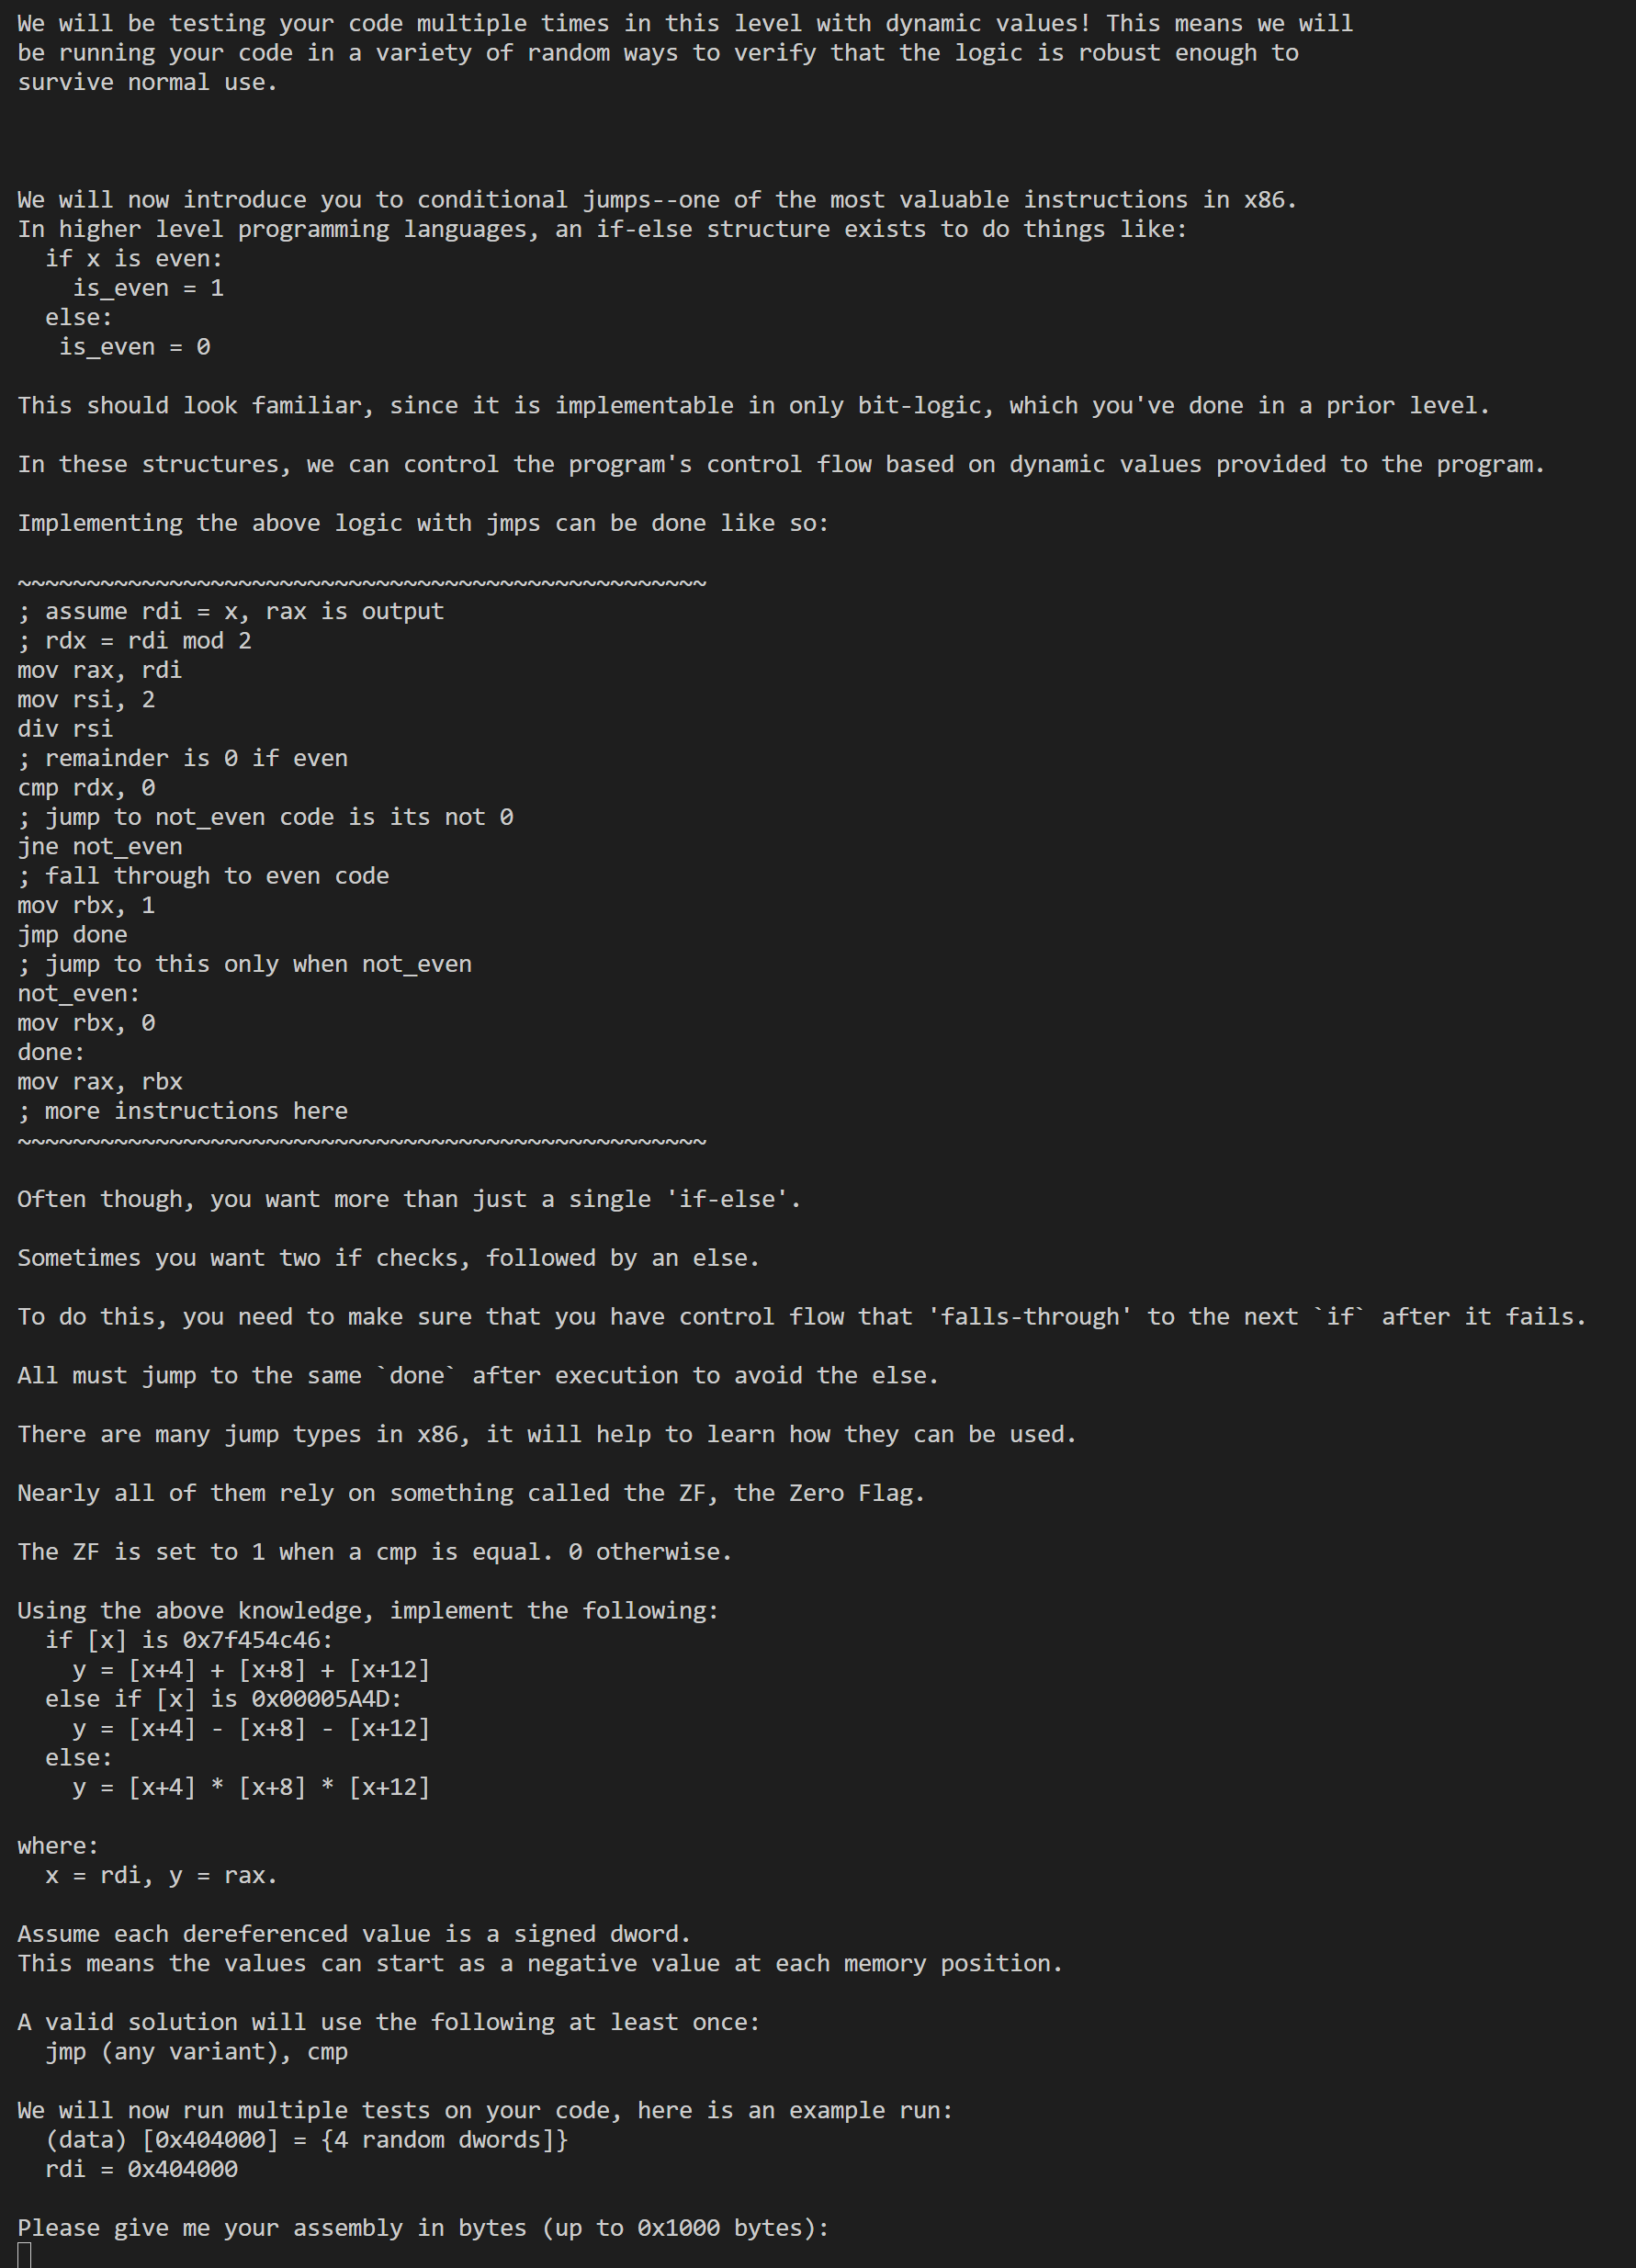 We will be testing your code multiple times in this level with dynamic values! This means we will
be running your code in a variety of random ways to verify that the logic is robust enough to
survive normal use.
We will now introduce you to conditional jumps--one of the most valuable instructions in x86.
In higher level programming languages, an if-else structure exists to do things like:
  if x is even:
    is_even = 1
  else:
   is_even = 0
This should look familiar, since it is implementable in only bit-logic, which you've done in a prior level.
In these structures, we can control the program's control flow based on dynamic values provided to the program.
Implementing the above logic with jmps can be done like so:
~~~~~~~~~~~~~~~~~~~~~~~~~~~~~~~~~~~~~~~~~~~~~~~~~~
; assume rdi = x, rax is output
; rdx = rdi mod 2
mov rax, rdi
mov rsi, 2
div rsi
; remainder is 0 if even
cmp rdx, 0
; jump to not_even code is its not 0
jne not_even
; fall through to even code
mov rbx, 1
jmp done
; jump to this only when not_even
not_even:
mov rbx, 0
done:
mov rax, rbx
; more instructions here
~~~~~~~~~~~~~~~~~~~~~~~~~~~~~~~~~~~~~~~~~~~~~~~~~~
Often though, you want more than just a single 'if-else'.
Sometimes you want two if checks, followed by an else.
To do this, you need to make sure that you have control flow that 'falls-through' to the next `if` after it fails.
All must jump to the same `done` after execution to avoid the else.
There are many jump types in x86, it will help to learn how they can be used.
Nearly all of them rely on something called the ZF, the Zero Flag.
The ZF is set to 1 when a cmp is equal. 0 otherwise.
Using the above knowledge, implement the following:
  if [x] is 0x7f454c46:
    y = [x+4] + [x+8] + [x+12]
  else if [x] is 0x00005A4D:
    y = [x+4] - [x+8] - [x+12]
  else:
    y = [x+4] * [x+8] * [x+12]
where:
  x = rdi, y = rax.
Assume each dereferenced value is a signed dword.
This means the values can start as a negative value at each memory position.
A valid solution will use the following at least once:
  jmp (any variant), cmp
We will now run multiple tests on your code, here is an example run:
  (data) [0x404000] = {4 random dwords]}
  rdi = 0x404000
Please give me your assembly in bytes (up to 0x1000 bytes):